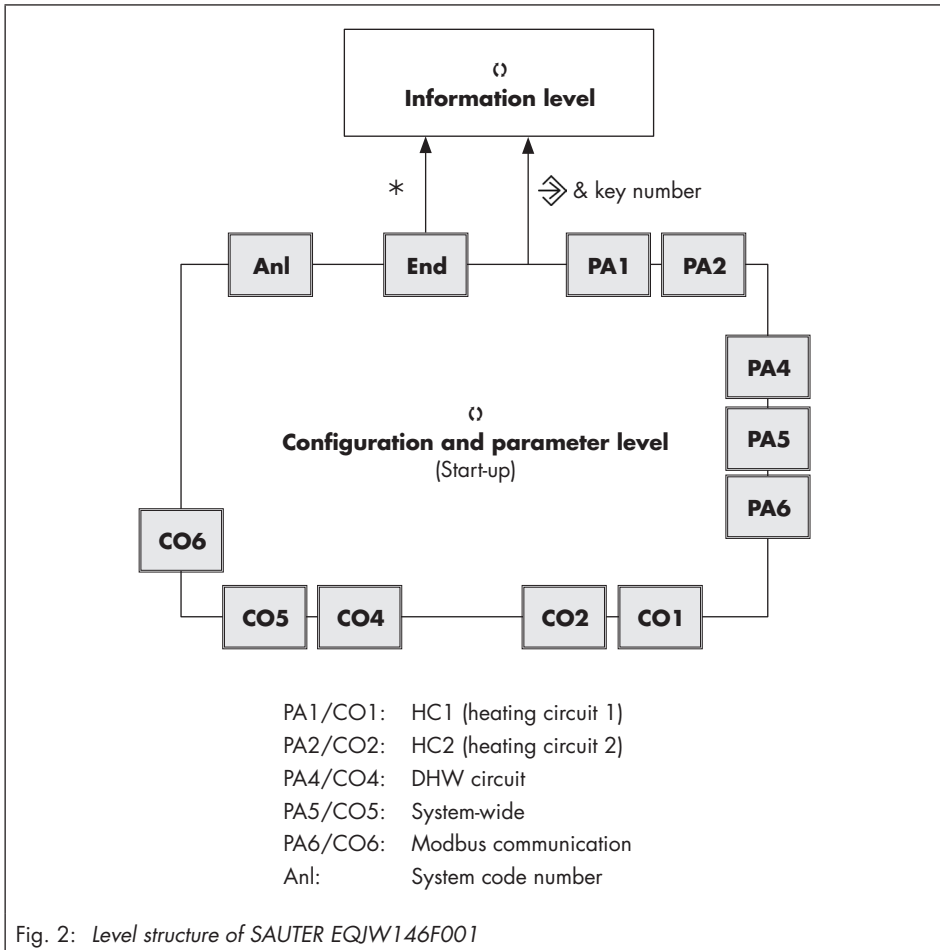 Information level
*
& key number
Anl
End
PA1
PA2
PA4
PA5
PA6
Configuration and parameter level
(Start-up)
CO6
CO5
CO4
CO2
CO1
PA1/CO1: HC1 (heating circuit 1)
PA2/CO2: HC2 (heating circuit 2)
PA4/CO4: DHW circuit
PA5/CO5: System-wide
PA6/CO6: Modbus communication
Anl: System code number
Fig. 2: Level structure of SAUTER EQJW146F001